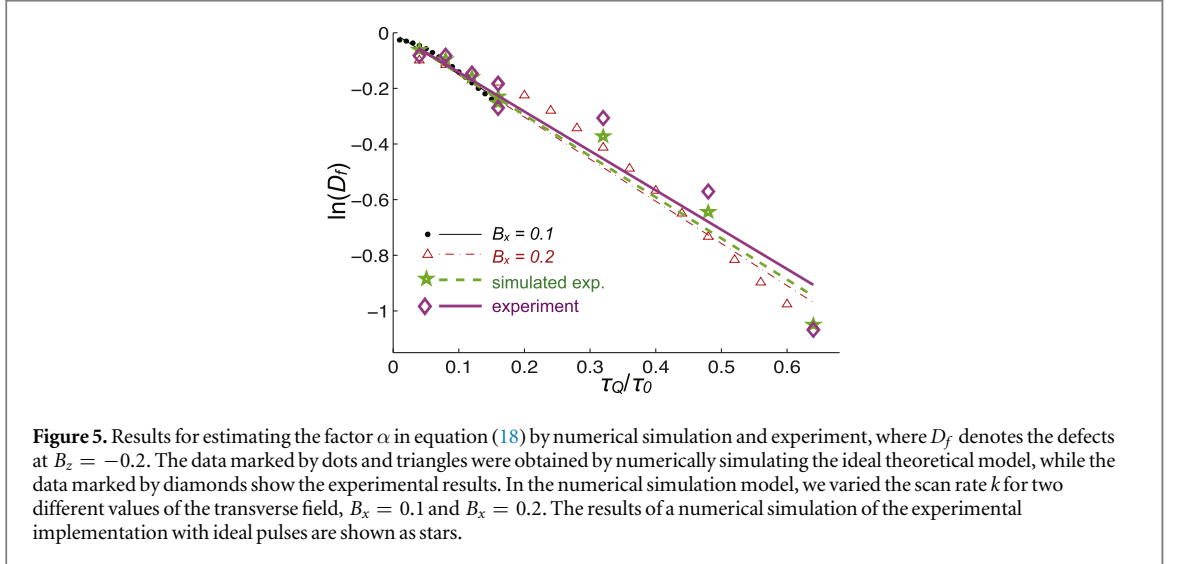 0
−0.2
−0.4
−0.6
−0.8
−1
ln(D_f)
B_x = 0.1
B_x = 0.2
simulated exp.
experiment
0 0.1 0.2 0.3 0.4 0.5 0.6
τ_Q/τ_0
Figure 5. Results for estimating the factor α in equation (18) by numerical simulation and experiment, where D_f denotes the defects
at B_z = −0.2. The data marked by dots and triangles were obtained by numerically simulating the ideal theoretical model, while the
data marked by diamonds show the experimental results. In the numerical simulation model, we varied the scan rate k for two
different values of the transverse field, B_x = 0.1 and B_x = 0.2. The results of a numerical simulation of the experimental
implementation with ideal pulses are shown as stars.